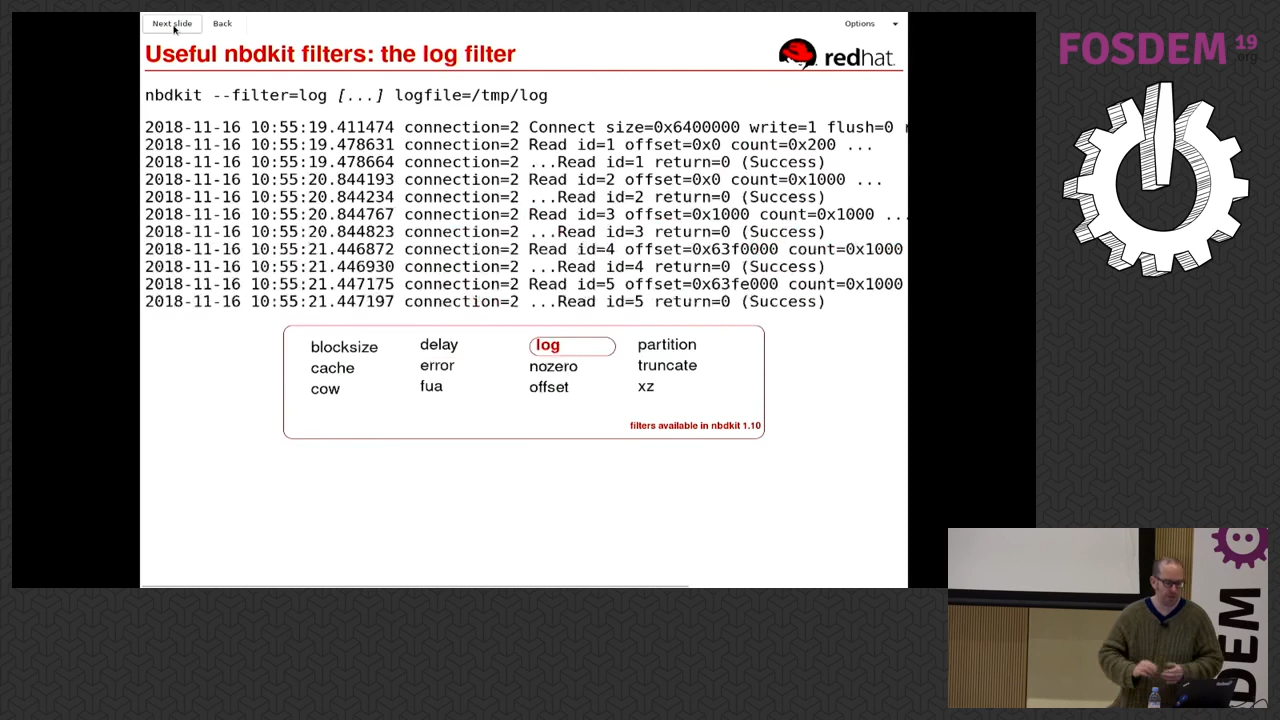 Next slide
Back
Options
Useful nbdkit filters: the log filter
redhat.
nbdkit --filter=log [...] logfile=/tmp/log
2018-11-16 10:55:19.411474 connection=2 Connect size=0x6400000 write=1 flush=0
2018-11-16 10:55:19.478631 connection=2 Read id=1 offset=0x0 count=0x200 ...
2018-11-16 10:55:19.478664 connection=2 ...Read id=1 return=0 (Success)
2018-11-16 10:55:20.844193 connection=2 Read id=2 offset=0x0 count=0x1000 ...
2018-11-16 10:55:20.844234 connection=2 ...Read id=2 return=0 (Success)
2018-11-16 10:55:20.844767 connection=2 Read id=3 offset=0x1000 count=0x1000 ...
2018-11-16 10:55:20.844823 connection=2 ...Read id=3 return=0 (Success)
2018-11-16 10:55:21.446872 connection=2 Read id=4 offset=0x63f0000 count=0x1000
2018-11-16 10:55:21.446930 connection=2 ...Read id=4 return=0 (Success)
2018-11-16 10:55:21.447175 connection=2 Read id=5 offset=0x63fe000 count=0x1000
2018-11-16 10:55:21.447197 connection=2 ...Read id=5 return=0 (Success)
blocksize
cache
cow
delay
error
fua
log
nozero
offset
partition
truncate
xz
filters available in nbdkit 1.10
FOSDEM 19
.org
DEM